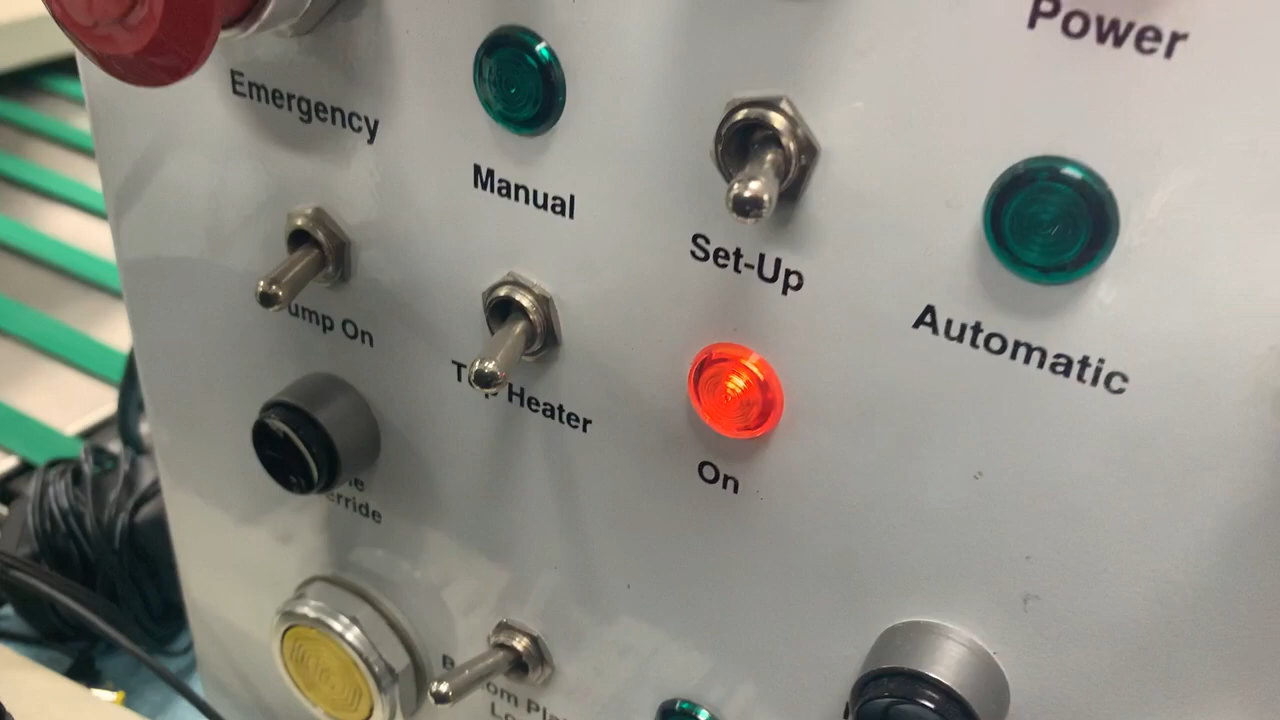 Power
Emergency
Manual
Set-Up
Automatic
ump On
Heater
On